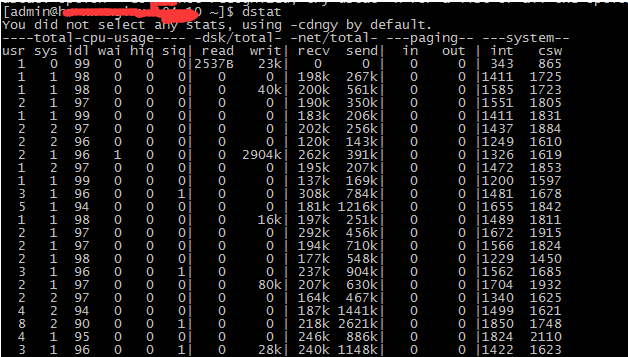 [admin@h 10 ~]$ dstat
You did not select any stats, using -cdngy by default.
----total-cpu-usage---- -dsk/total- -net/total- ---paging-- ---system--
usr sys idl wai hiq siq| read writ| recv send| in out | int csw
1 0 99 0 0 0|2537B 23k| 0 0 | 0 0 | 343 865
1 1 98 0 0 0| 0 0 | 198k 267k| 0 0 |1411 1725
1 1 98 0 0 0| 0 40k| 200k 561k| 0 0 |1585 1723
2 1 97 0 0 0| 0 0 | 190k 350k| 0 0 |1551 1805
1 1 99 0 0 0| 0 0 | 183k 206k| 0 0 |1411 1831
2 2 97 0 0 0| 0 0 | 202k 256k| 0 0 |1437 1884
2 2 96 0 0 0| 0 0 | 120k 143k| 0 0 |1249 1610
2 1 96 1 0 0| 0 2904k| 262k 391k| 0 0 |1326 1619
1 2 97 0 0 0| 0 0 | 195k 207k| 0 0 |1472 1853
1 1 99 0 0 0| 0 0 | 137k 169k| 0 0 |1200 1597
3 1 96 0 0 1| 0 0 | 308k 784k| 0 0 |1481 1678
5 1 94 0 0 0| 0 0 | 181k 1216k| 0 0 |1655 1842
1 1 98 0 0 0| 0 16k| 197k 251k| 0 0 |1489 1811
2 1 97 0 0 0| 0 0 | 292k 456k| 0 0 |1672 1915
2 1 97 0 0 0| 0 0 | 194k 710k| 0 0 |1566 1824
1 1 98 0 0 0| 0 0 | 177k 548k| 0 0 |1229 1450
3 1 96 0 0 1| 0 0 | 237k 904k| 0 0 |1562 1685
2 1 97 0 0 0| 0 80k| 207k 630k| 0 0 |1704 1932
2 2 97 0 0 0| 0 0 | 164k 467k| 0 0 |1340 1625
4 2 94 0 0 0| 0 0 | 187k 1441k| 0 0 |1499 1621
8 2 90 0 0 1| 0 0 | 218k 2621k| 0 0 |1850 1748
4 1 95 0 0 0| 0 0 | 246k 886k| 0 0 |1824 2110
3 1 96 0 0 1| 0 28k| 240k 1148k| 0 0 |1422 1623